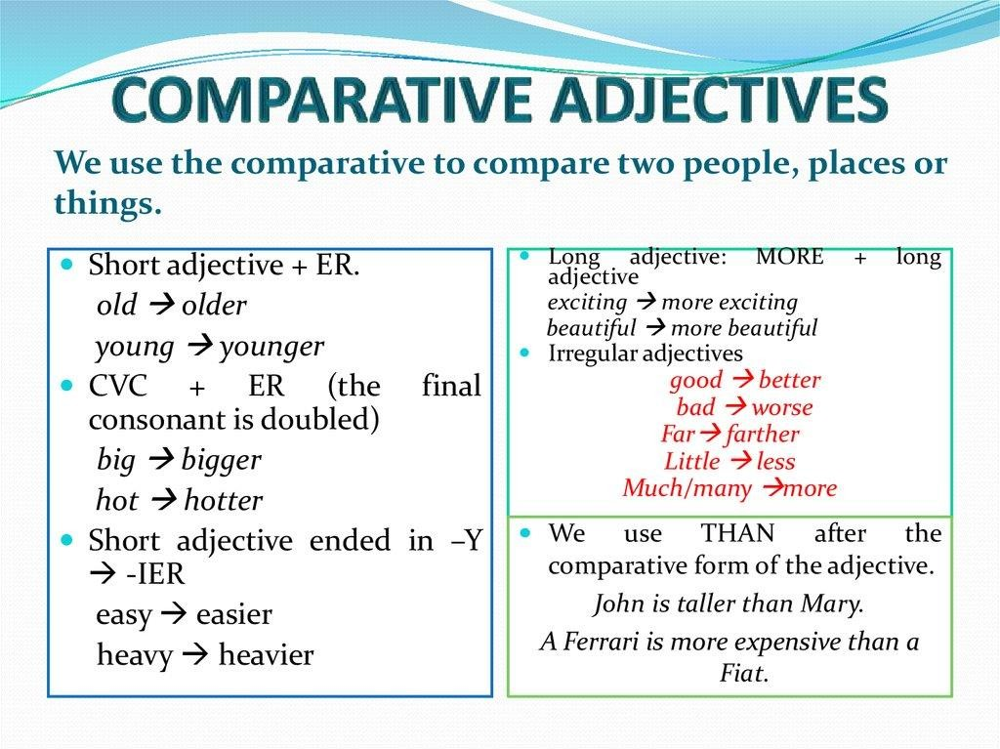 COMPARATIVE ADJECTIVES
We use the comparative to compare two people, places or
things.
• Short adjective + ER.
old → older
young → younger
• CVC + ER (the final
consonant is doubled)
big → bigger
hot → hotter
• Short adjective ended in –Y
→ -IER
easy → easier
heavy → heavier
• Long adjective: MORE + long
adjective
exciting → more exciting
beautiful → more beautiful
• Irregular adjectives
good → better
bad → worse
Far→ farther
Little → less
Much/many →more
• We use THAN after the
comparative form of the adjective.
John is taller than Mary.
A Ferrari is more expensive than a
Fiat.